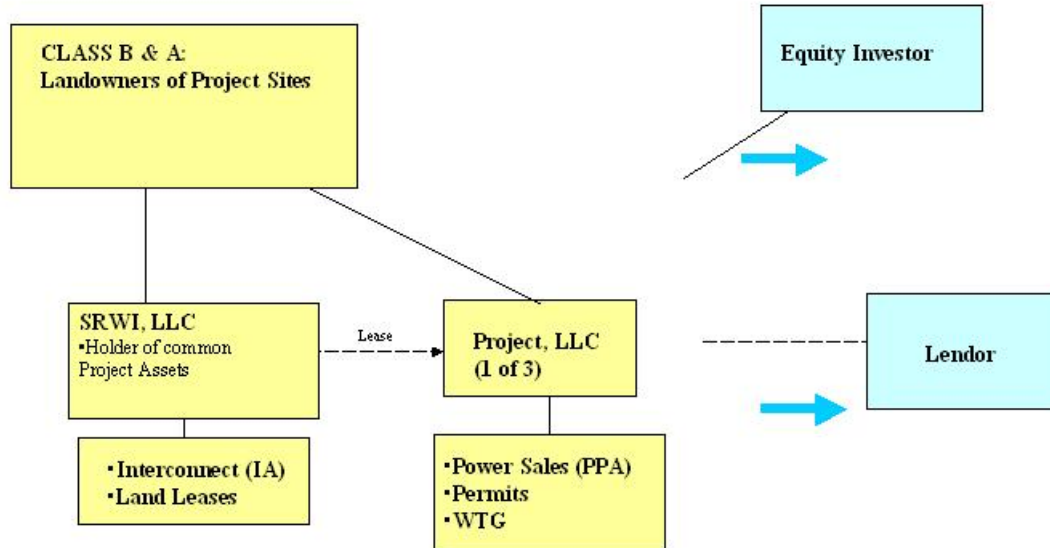 CLASS B & A:
Landowners of Project Sites
Equity Investor
SRWI, LLC
▪Holder of common
Project Assets
Lease
Project, LLC
(1 of 3)
Lendor
▪Interconnect (IA)
▪Land Leases
▪Power Sales (PPA)
▪Permits
▪WTG